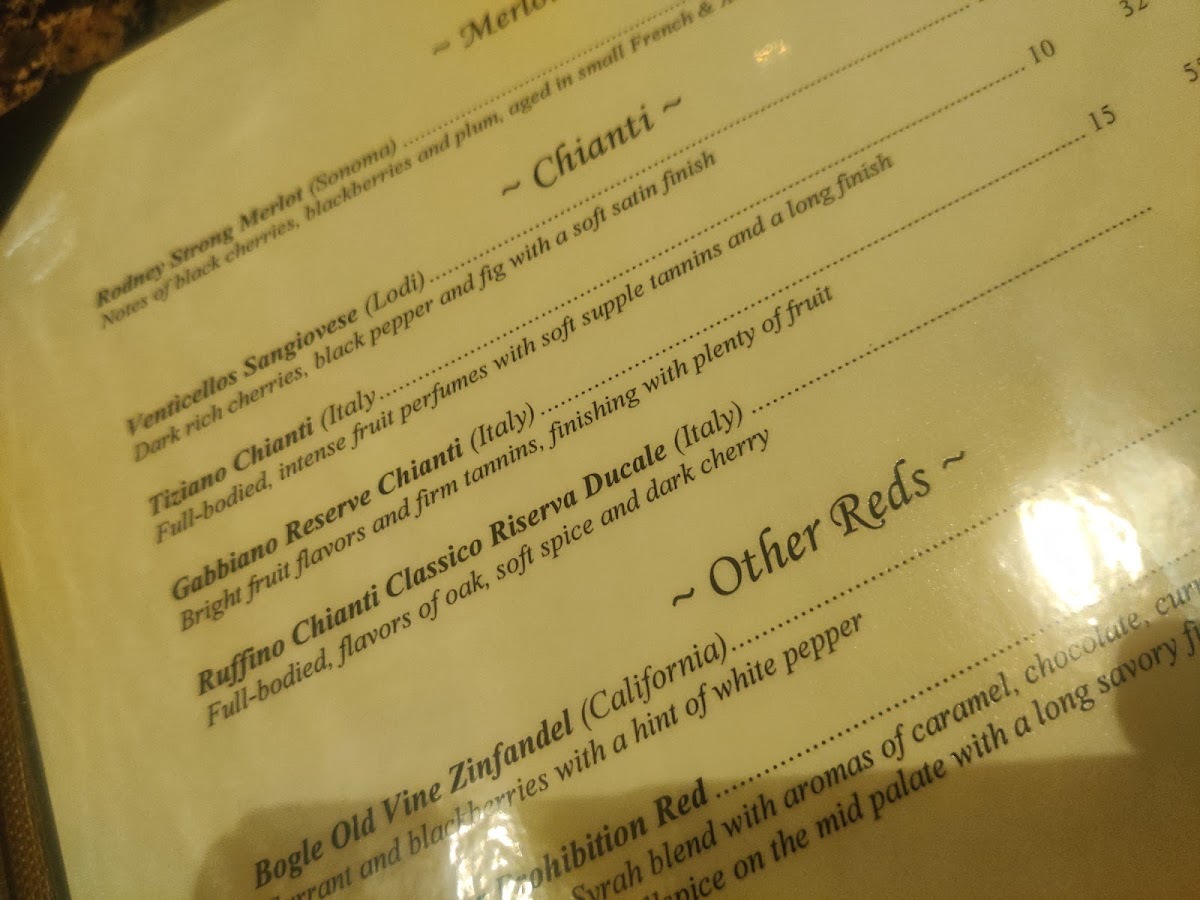 ~ Merlot
Rodney Strong Merlot (Sonoma) ........................................
Notes of black cherries, blackberries and plum, aged in small French &
~ Chianti ~
Venticellos Sangiovese (Lodi) ........................................
Dark rich cherries, black pepper and fig with a soft satin finish
Tiziano Chianti (Italy ........................................ 10 32
Full-bodied, intense fruit perfumes with soft supple tannins and a long finish
Gabbiano Reserve Chianti (Italy) ........................................ 15 55
Bright fruit flavors and firm tannins, finishing with plenty of fruit
Ruffino Chianti Classico Riserva Ducale (Italy) ........................................
Full-bodied, flavors of oak, soft spice and dark cherry
~ Other Reds ~
Bogle Old Vine Zinfandel (California) ........................................
and blackberries with a hint of white pepper
Prohibition Red ........................................
Syrah blend with aromas of caramel, chocolate,
on the mid palate with a long savory